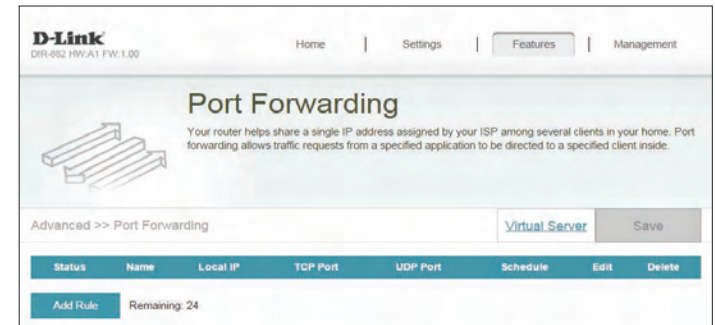 D-Link
DIR-882 HW:A1 FW:1.00
Home | Settings | Features | Management
Port Forwarding
Your router helps share a single IP address assigned by your ISP among several clients in your home. Port
forwarding allows traffic requests from a specified application to be directed to a specified client inside.
Advanced >> Port Forwarding
Virtual Server
Save
Status Name Local IP TCP Port UDP Port Schedule Edit Delete
Add Rule Remaining: 24